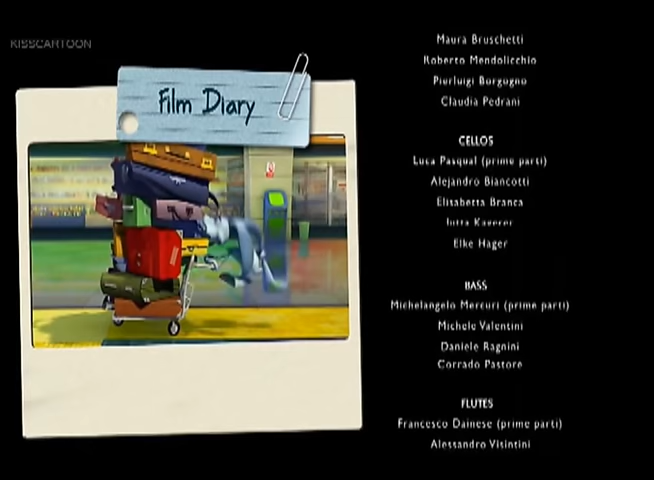 KISSCARTOON
Film Diary
Maura Bruschetti
Roberto Mendolicchio
Pierluigi Borgogno
Claudia Pedrani
CELLOS
Luca Pasqual (prime parti)
Alejandro Biancotti
Elisabetta Branca
Jutta
Elke Hager
BASS
Michelangelo Mercuri (prime parti)
Michele Valentini
Daniele Ragnini
Corrado Pastore
FLUTES
Francesco Dainese (prime parti)
Alessandro Visintini